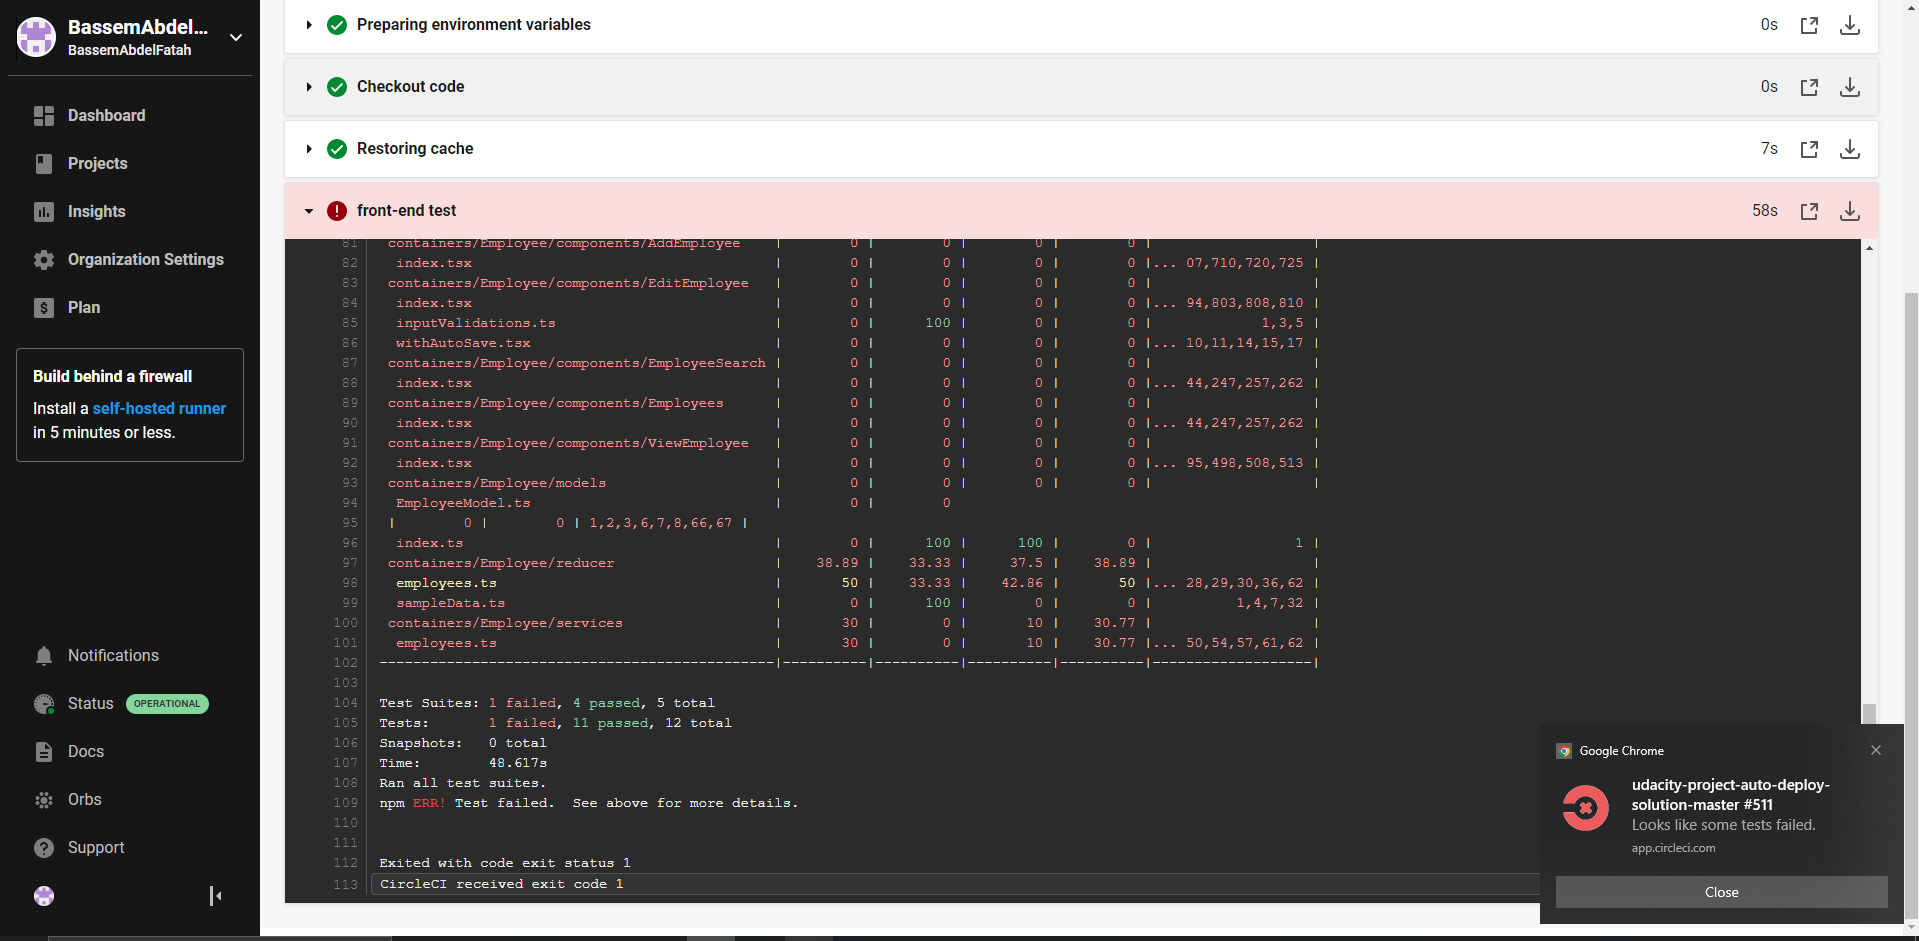 BassemAbdel...
BassemAbdelFatah
Dashboard
Projects
Insights
Organization Settings
Plan
Build behind a firewall
Install a self-hosted runner
in 5 minutes or less.
Notifications
Status OPERATIONAL
Docs
Orbs
Support
Preparing environment variables 0s
Checkout code 0s
Restoring cache 7s
front-end test 58s
81 containers/Employee/components/AddEmployee | 0 | 0 | 0 | 0 | |
82 index.tsx | 0 | 0 | 0 | 0 |... 07,710,720,725 |
83 containers/Employee/components/EditEmployee | 0 | 0 | 0 | 0 | |
84 index.tsx | 0 | 0 | 0 | 0 |... 94,803,808,810 |
85 inputValidations.ts | 0 | 100 | 0 | 0 | 1,3,5 |
86 withAutoSave.tsx | 0 | 0 | 0 | 0 |... 10,11,14,15,17 |
87 containers/Employee/components/EmployeeSearch | 0 | 0 | 0 | 0 | |
88 index.tsx | 0 | 0 | 0 | 0 |... 44,247,257,262 |
89 containers/Employee/components/Employees | 0 | 0 | 0 | 0 | |
90 index.tsx | 0 | 0 | 0 | 0 |... 44,247,257,262 |
91 containers/Employee/components/ViewEmployee | 0 | 0 | 0 | 0 | |
92 index.tsx | 0 | 0 | 0 | 0 |... 95,498,508,513 |
93 containers/Employee/models | 0 | 0 | 0 | 0 | |
94 EmployeeModel.ts | 0 | 0
95 | 0 | 0 | 1,2,3,6,7,8,66,67 |
96 index.ts | 0 | 100 | 100 | 0 | 1 |
97 containers/Employee/reducer | 38.89 | 33.33 | 37.5 | 38.89 | |
98 employees.ts | 50 | 33.33 | 42.86 | 50 |... 28,29,30,36,62 |
99 sampleData.ts | 0 | 100 | 0 | 0 | 1,4,7,32 |
100 containers/Employee/services | 30 | 0 | 10 | 30.77 | |
101 employees.ts | 30 | 0 | 10 | 30.77 |... 50,54,57,61,62 |
102 -----------------------------------------------|----------|----------|----------|----------|-------------------|
103
104 Test Suites: 1 failed, 4 passed, 5 total
105 Tests: 1 failed, 11 passed, 12 total
106 Snapshots: 0 total
107 Time: 48.617s
108 Ran all test suites.
109 npm ERR! Test failed. See above for more details.
110
111
112 Exited with code exit status 1
113 CircleCI received exit code 1
Google Chrome
udacity-project-auto-deploy-
solution-master #511
Looks like some tests failed.
app.circleci.com
Close